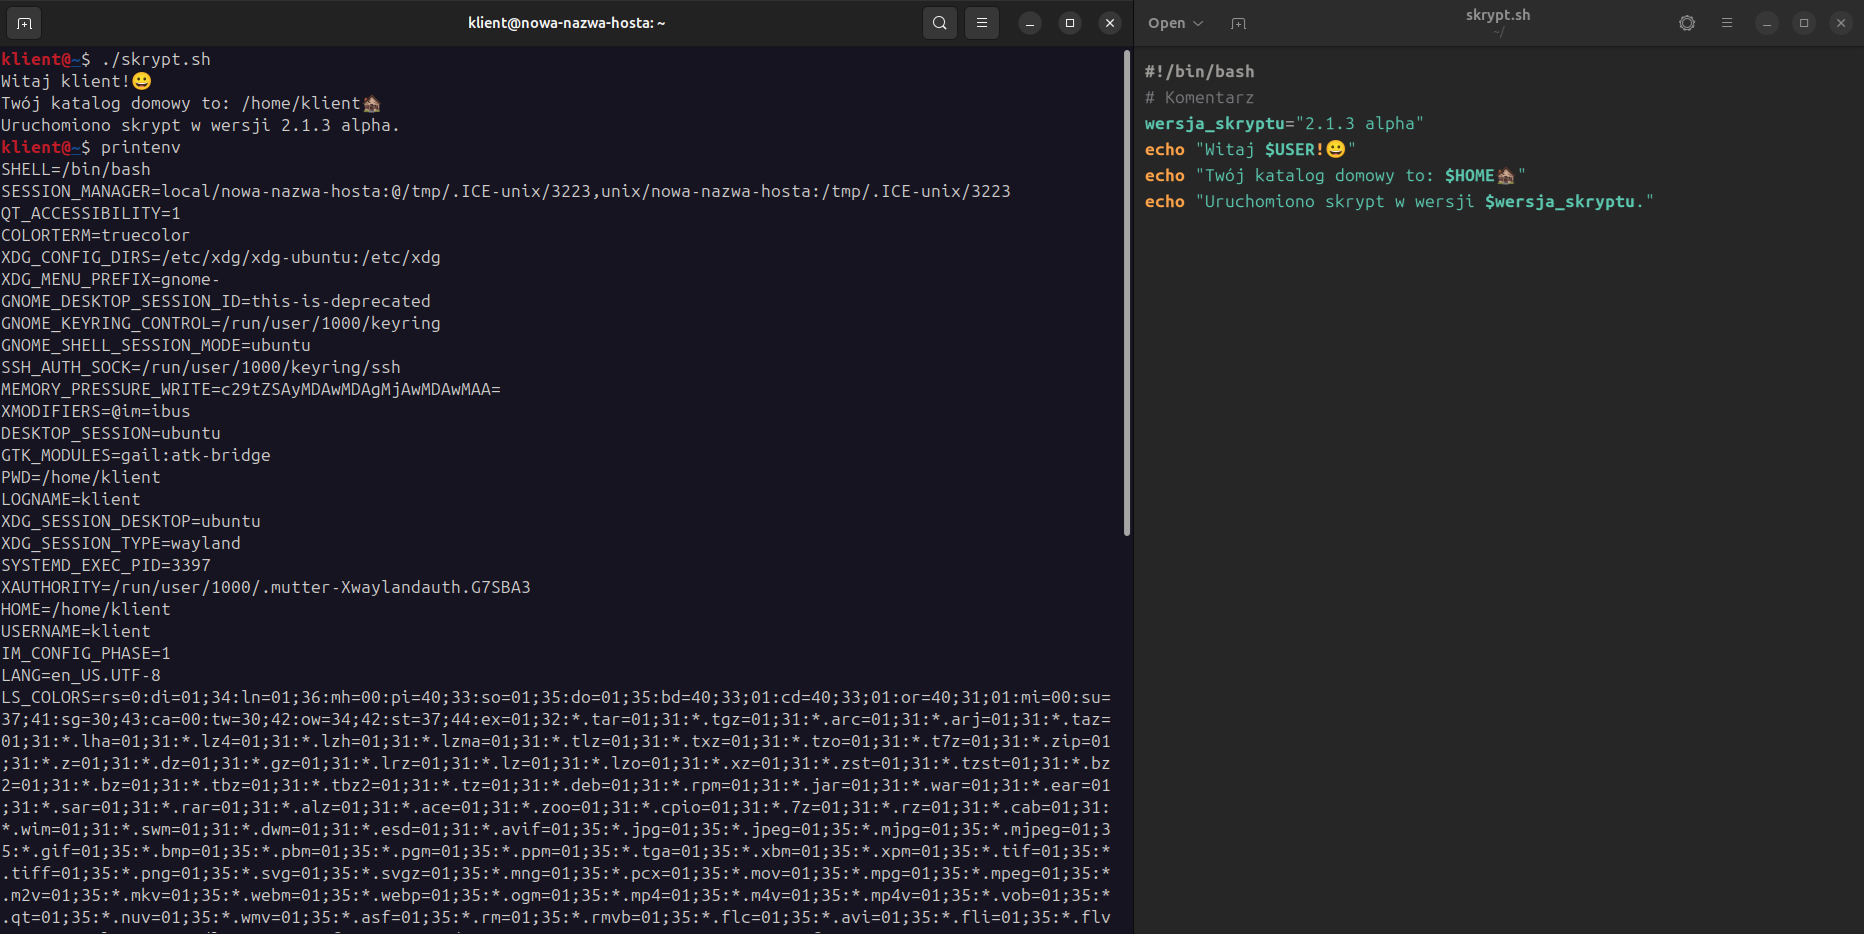 klient@nowa-nazwa-hosta: ~
klient@~$ ./skrypt.sh
Witaj klient!😀
Twój katalog domowy to: /home/klient🏚
Uruchomiono skrypt w wersji 2.1.3 alpha.
klient@~$ printenv
SHELL=/bin/bash
SESSION_MANAGER=local/nowa-nazwa-hosta:@/tmp/.ICE-unix/3223,unix/nowa-nazwa-hosta:/tmp/.ICE-unix/3223
QT_ACCESSIBILITY=1
COLORTERM=truecolor
XDG_CONFIG_DIRS=/etc/xdg/xdg-ubuntu:/etc/xdg
XDG_MENU_PREFIX=gnome-
GNOME_DESKTOP_SESSION_ID=this-is-deprecated
GNOME_KEYRING_CONTROL=/run/user/1000/keyring
GNOME_SHELL_SESSION_MODE=ubuntu
SSH_AUTH_SOCK=/run/user/1000/keyring/ssh
MEMORY_PRESSURE_WRITE=c29tZSAyMDAwMDAgMjAwMDAwMAA=
XMODIFIERS=@im=ibus
DESKTOP_SESSION=ubuntu
GTK_MODULES=gail:atk-bridge
PWD=/home/klient
LOGNAME=klient
XDG_SESSION_DESKTOP=ubuntu
XDG_SESSION_TYPE=wayland
SYSTEMD_EXEC_PID=3397
XAUTHORITY=/run/user/1000/.mutter-Xwaylandauth.G7SBA3
HOME=/home/klient
USERNAME=klient
IM_CONFIG_PHASE=1
LANG=en_US.UTF-8
LS_COLORS=rs=0:di=01;34:ln=01;36:mh=00:pi=40;33:so=01;35:do=01;35:bd=40;33;01:cd=40;33;01:or=40;31;01:mi=00:su=
37;41:sg=30;43:ca=00:tw=30;42:ow=34;42:st=37;44:ex=01;32:*.tar=01;31:*.tgz=01;31:*.arc=01;31:*.arj=01;31:*.taz=
01;31:*.lha=01;31:*.lz4=01;31:*.lzh=01;31:*.lzma=01;31:*.tlz=01;31:*.txz=01;31:*.tzo=01;31:*.t7z=01;31:*.zip=01
;31:*.z=01;31:*.dz=01;31:*.gz=01;31:*.lrz=01;31:*.lz=01;31:*.lzo=01;31:*.xz=01;31:*.zst=01;31:*.tzst=01;31:*.bz
2=01;31:*.bz=01;31:*.tbz=01;31:*.tbz2=01;31:*.tz=01;31:*.deb=01;31:*.rpm=01;31:*.jar=01;31:*.war=01;31:*.ear=01
;31:*.sar=01;31:*.rar=01;31:*.alz=01;31:*.ace=01;31:*.zoo=01;31:*.cpio=01;31:*.7z=01;31:*.rz=01;31:*.cab=01;31:
*.wim=01;31:*.swm=01;31:*.dwm=01;31:*.esd=01;31:*.avif=01;35:*.jpg=01;35:*.jpeg=01;35:*.mjpg=01;35:*.mjpeg=01;3
5:*.gif=01;35:*.bmp=01;35:*.pbm=01;35:*.pgm=01;35:*.ppm=01;35:*.tga=01;35:*.xbm=01;35:*.xpm=01;35:*.tif=01;35:*
.tiff=01;35:*.png=01;35:*.svg=01;35:*.svgz=01;35:*.mng=01;35:*.pcx=01;35:*.mov=01;35:*.mpg=01;35:*.mpeg=01;35:*
.m2v=01;35:*.mkv=01;35:*.webm=01;35:*.webp=01;35:*.ogm=01;35:*.mp4=01;35:*.m4v=01;35:*.mp4v=01;35:*.vob=01;35:*
.qt=01;35:*.nuv=01;35:*.wmv=01;35:*.asf=01;35:*.rm=01;35:*.rmvb=01;35:*.flc=01;35:*.avi=01;35:*.fli=01;35:*.flv
Open
skrypt.sh
~/
#!/bin/bash
# Komentarz
wersja_skryptu="2.1.3 alpha"
echo "Witaj $USER!😀"
echo "Twój katalog domowy to: $HOME🏚"
echo "Uruchomiono skrypt w wersji $wersja_skryptu."